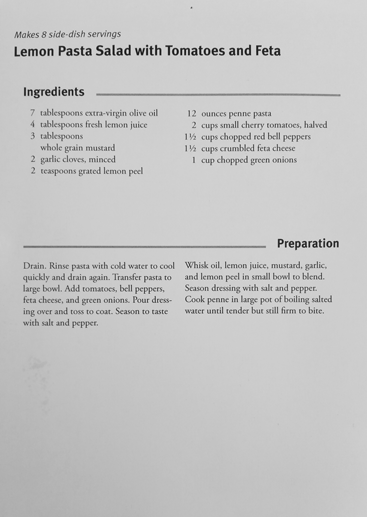 Makes 8 side-dish servings
Lemon Pasta Salad with Tomatoes and Feta
Ingredients
7 tablespoons extra-virgin olive oil
4 tablespoons fresh lemon juice
3 tablespoons
whole grain mustard
2 garlic cloves, minced
2 teaspoons grated lemon peel
12 ounces penne pasta
2 cups small cherry tomatoes, halved
1½ cups chopped red bell peppers
1½ cups crumbled feta cheese
1 cup chopped green onions
Preparation
Drain. Rinse pasta with cold water to cool
quickly and drain again. Transfer pasta to
large bowl. Add tomatoes, bell peppers,
feta cheese, and green onions. Pour dress-
ing over and toss to coat. Season to taste
with salt and pepper.
Whisk oil, lemon juice, mustard, garlic,
and lemon peel in small bowl to blend.
Season dressing with salt and pepper.
Cook penne in large pot of boiling salted
water until tender but still firm to bite.